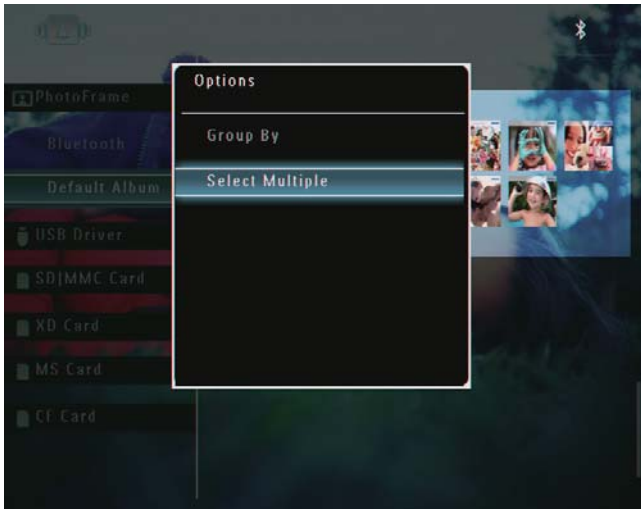 Options
Group By
Select Multiple
PhotoFrame
Bluetooth
Default Album
USB Driver
SD|MMC Card
XD Card
MS Card
CF Card